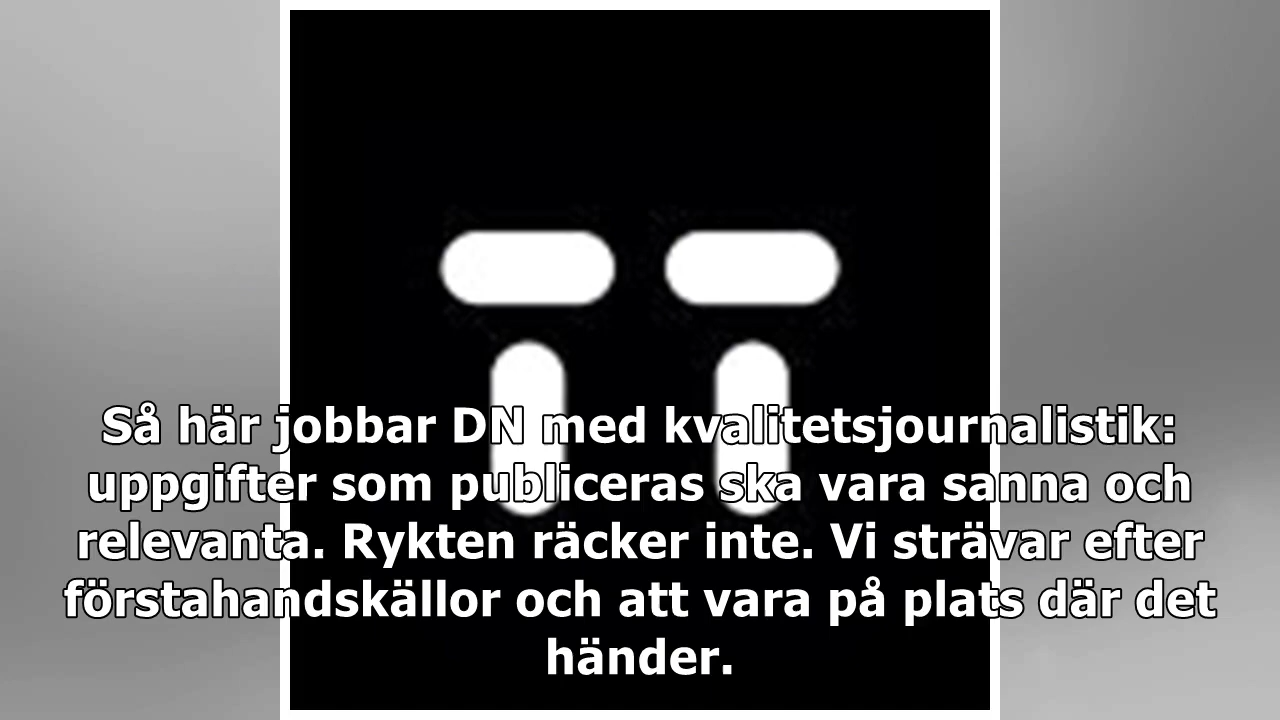 Så här jobbar DN med kvalitetsjournalistik:
uppgifter som publiceras ska vara sanna och
relevanta. Rykten räcker inte. Vi strävar efter
förstahandskällor och att vara på plats där det
händer.